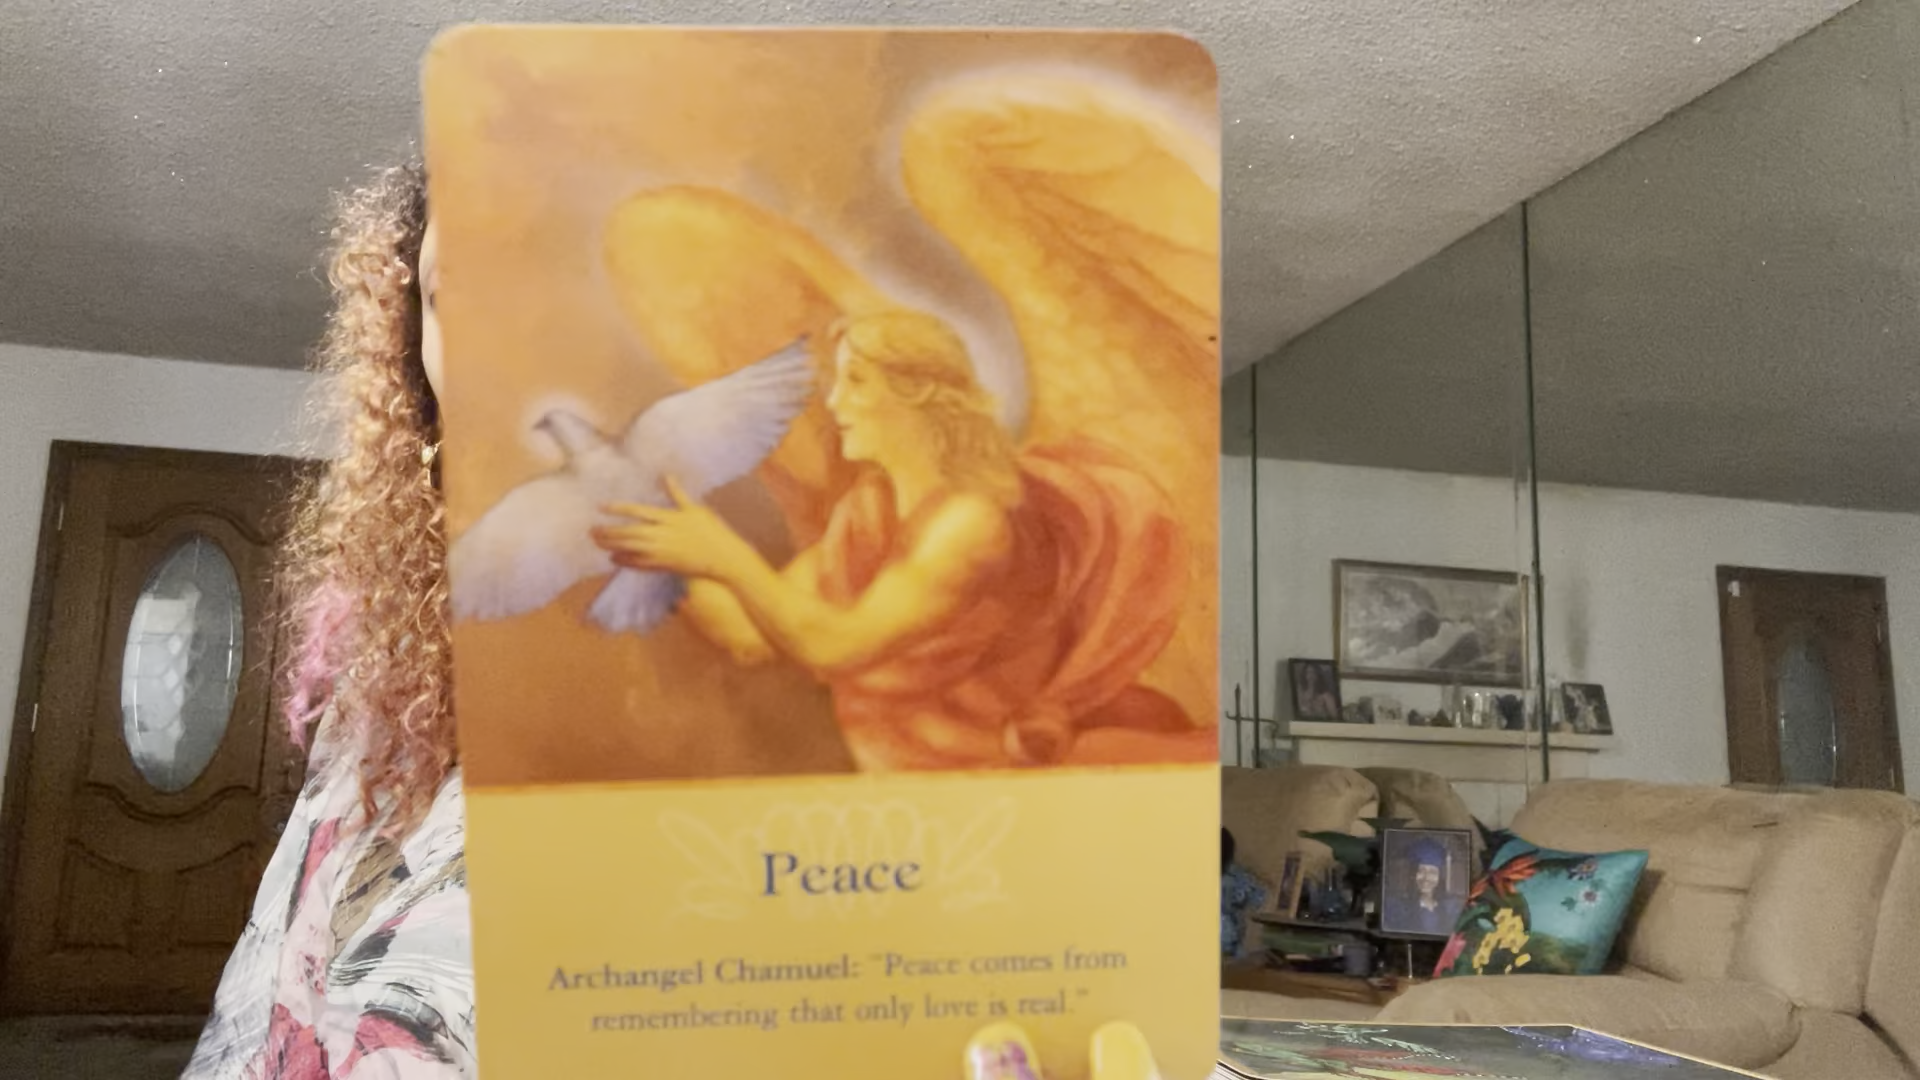 Peace
Archangel Chamuel: "Peace comes from
remembering that only love is real."